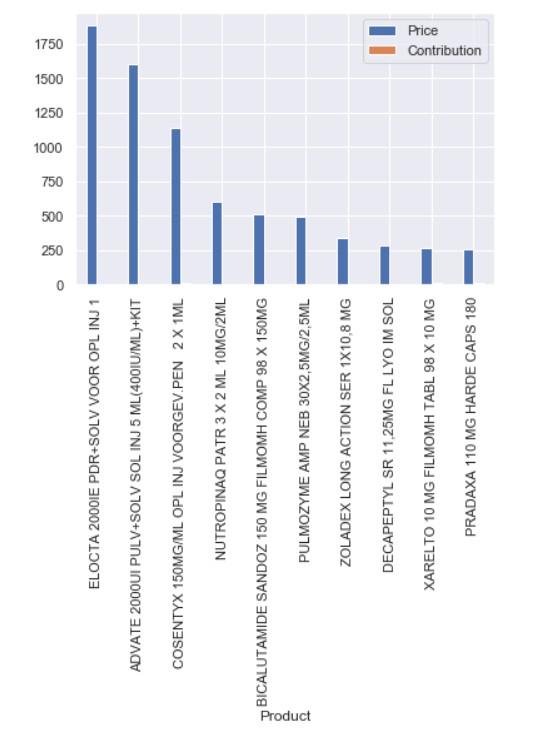 Price
Contribution
1750
1500
1250
1000
750
500
250
0
ELOCTA 2000IE PDR+SOLV VOOR OPL INJ 1
ADVATE 2000UI PULV+SOLV SOL INJ 5 ML(400IU/ML)+KIT
COSENTYX 150MG/ML OPL INJ VOORGEV.PEN   2 X 1ML
NUTROPINAQ PATR 3 X 2 ML 10MG/2ML
BICALUTAMIDE SANDOZ 150 MG FILMOMH COMP 98 X 150MG
PULMOZYME AMP NEB 30X2,5MG/2,5ML
ZOLADEX LONG ACTION SER 1X10,8 MG
DECAPEPTYL SR 11,25MG FL LYO IM SOL
XARELTO 10 MG FILMOMH TABL 98 X 10 MG
PRADAXA 110 MG HARDE CAPS 180
Product